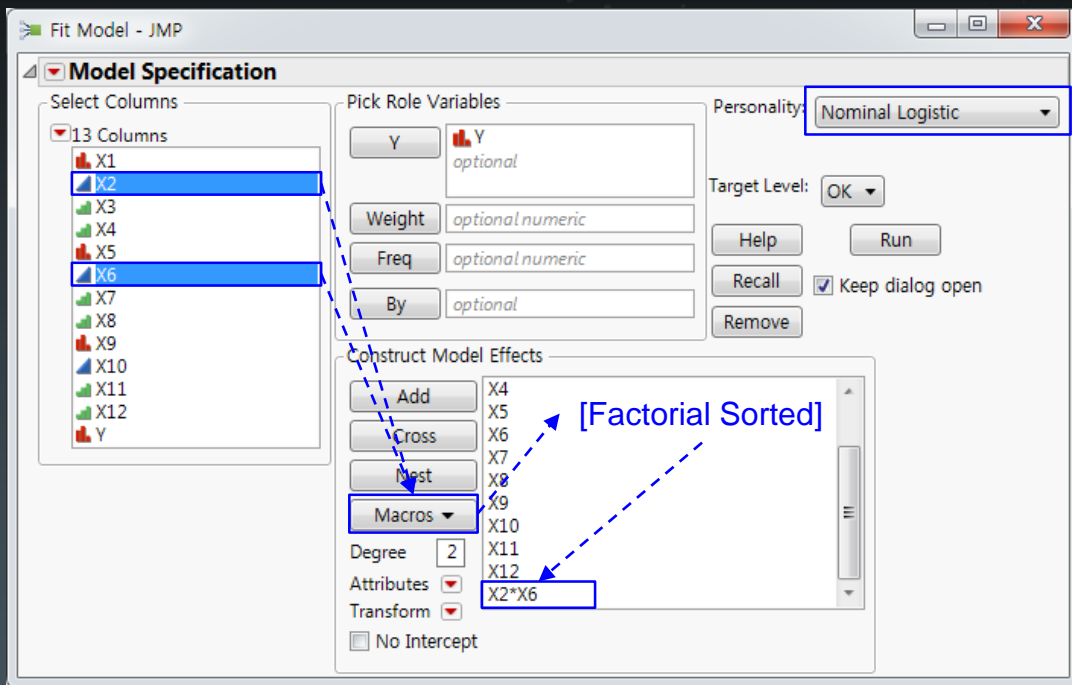 Fit Model - JMP
Model Specification
Select Columns
13 Columns
X1
X2
X3
X4
X5
X6
X7
X8
X9
X10
X11
X12
Y
Pick Role Variables
Y
Y
optional
Weight
optional numeric
Freq
optional numeric
By
optional
Personality:
Nominal Logistic
Target Level:
OK
Help
Run
Recall
Keep dialog open
Remove
Construct Model Effects
Add
Cross
Nest
Macros
Degree
2
Attributes
Transform
No Intercept
X4
X5
X6
X7
X8
X9
X10
X11
X12
X2*X6
[Factorial Sorted]